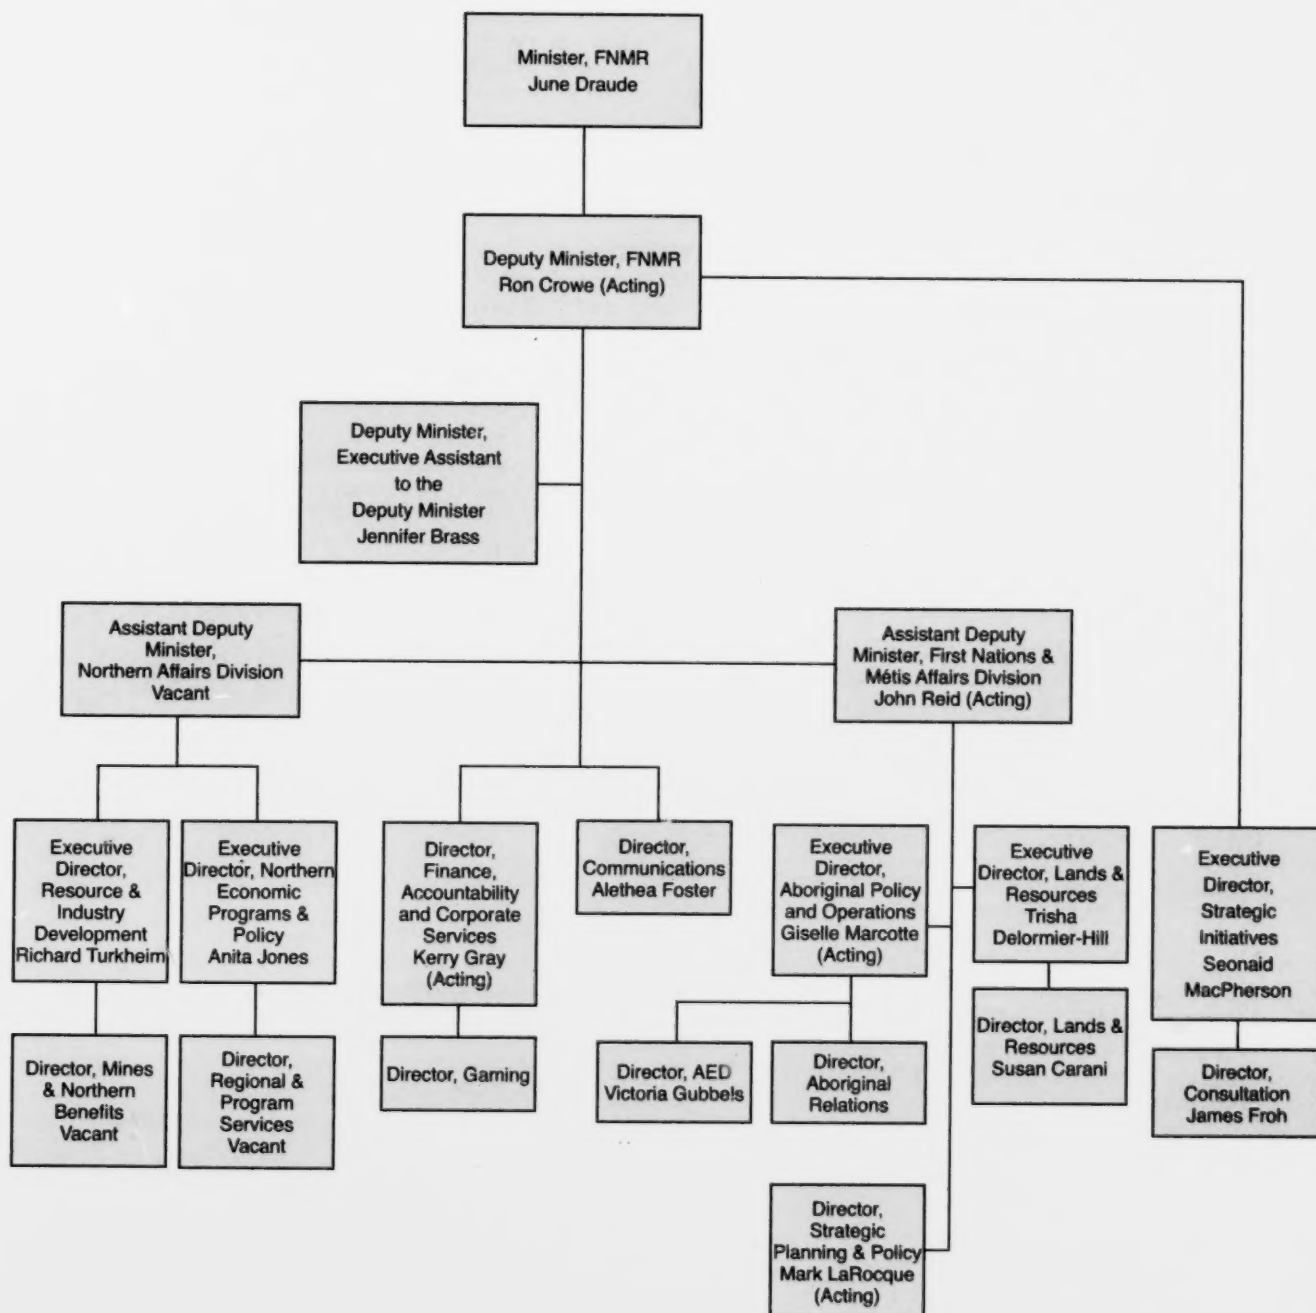 Minister, FNMR
June Draude
Deputy Minister, FNMR
Ron Crowe (Acting)
Deputy Minister,
Executive Assistant
to the
Deputy Minister
Jennifer Brass
Assistant Deputy
Minister,
Northern Affairs Division
Vacant
Assistant Deputy
Minister, First Nations &
Métis Affairs Division
John Reid (Acting)
Executive
Director,
Resource &
Industry
Development
Richard Turkheim
Executive
Director, Northern
Economic
Programs &
Policy
Anita Jones
Director,
Finance,
Accountability
and Corporate
Services
Kerry Gray
(Acting)
Director,
Communications
Alethea Foster
Executive
Director,
Aboriginal Policy
and Operations
Giselle Marcotte
(Acting)
Executive
Director, Lands &
Resources
Trisha
Delormier-Hill
Executive
Director,
Strategic
Initiatives
Seonaid
MacPherson
Director, Mines
& Northern
Benefits
Vacant
Director,
Regional &
Program
Services
Vacant
Director, Gaming
Director, AED
Victoria Gubbels
Director,
Aboriginal
Relations
Director, Lands &
Resources
Susan Carani
Director,
Consultation
James Froh
Director,
Strategic
Planning & Policy
Mark LaRocque
(Acting)